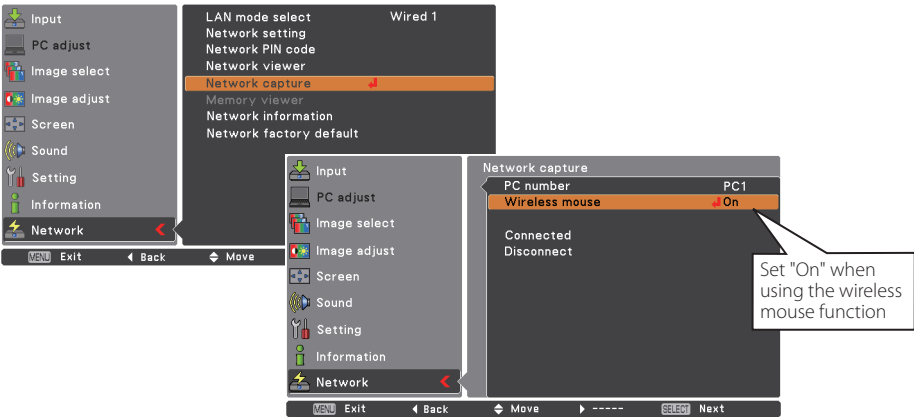 Input
PC adjust
Image select
Image adjust
Screen
Sound
Setting
Information
Network
LAN mode select Wired 1
Network setting
Network PIN code
Network viewer
Network capture
Memory viewer
Network information
Network factory default
MENU Exit Back Move
Input
PC adjust
Image select
Image adjust
Screen
Sound
Setting
Information
Network
Network capture
PC number PC1
Wireless mouse On
Connected
Disconnect
MENU Exit Back Move ----- SELECT Next
Set "On" when
using the wireless
mouse function